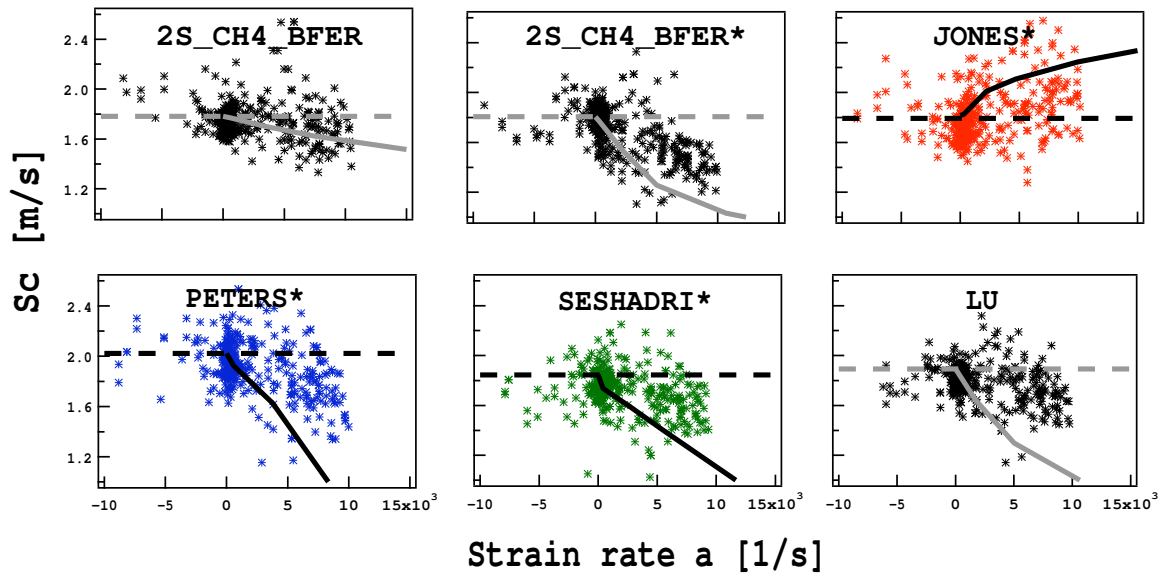 2S_CH4_BFER
2S_CH4_BFER*
JONES*
2.4
2.0
1.6
1.2
Sc [m/s]
PETERS*
SESHADRI*
LU
2.4
2.0
1.6
1.2
-10 -5 0 5 10 15x10³
-10 -5 0 5 10 15x10³
-10 -5 0 5 10 15x10³
Strain rate a [1/s]